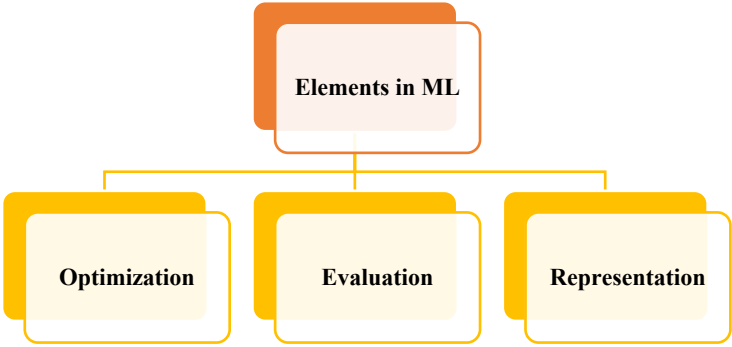 Elements in ML
Optimization
Evaluation
Representation